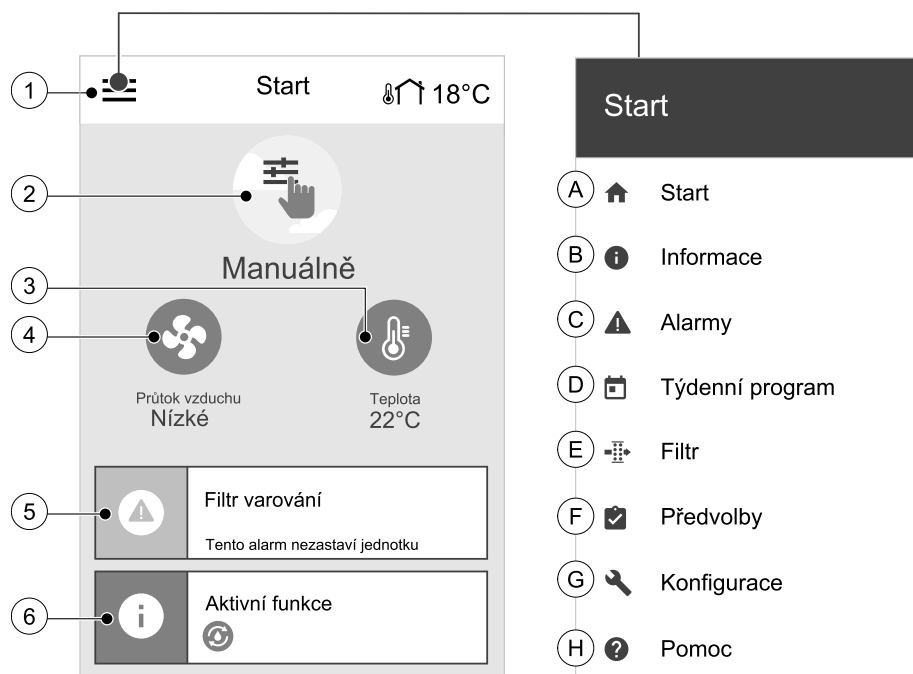 1
Start
18°C
2
Manuálně
3
4
Průtok vzduchu
Nízké
Teplota
22°C
5
Filtr varování
Tento alarm nezastaví jednotku
6
Aktivní funkce
Start
A
Start
B
Informace
C
Alarmy
D
Týdenní program
E
Filtr
F
Předvolby
G
Konfigurace
H
Pomoc